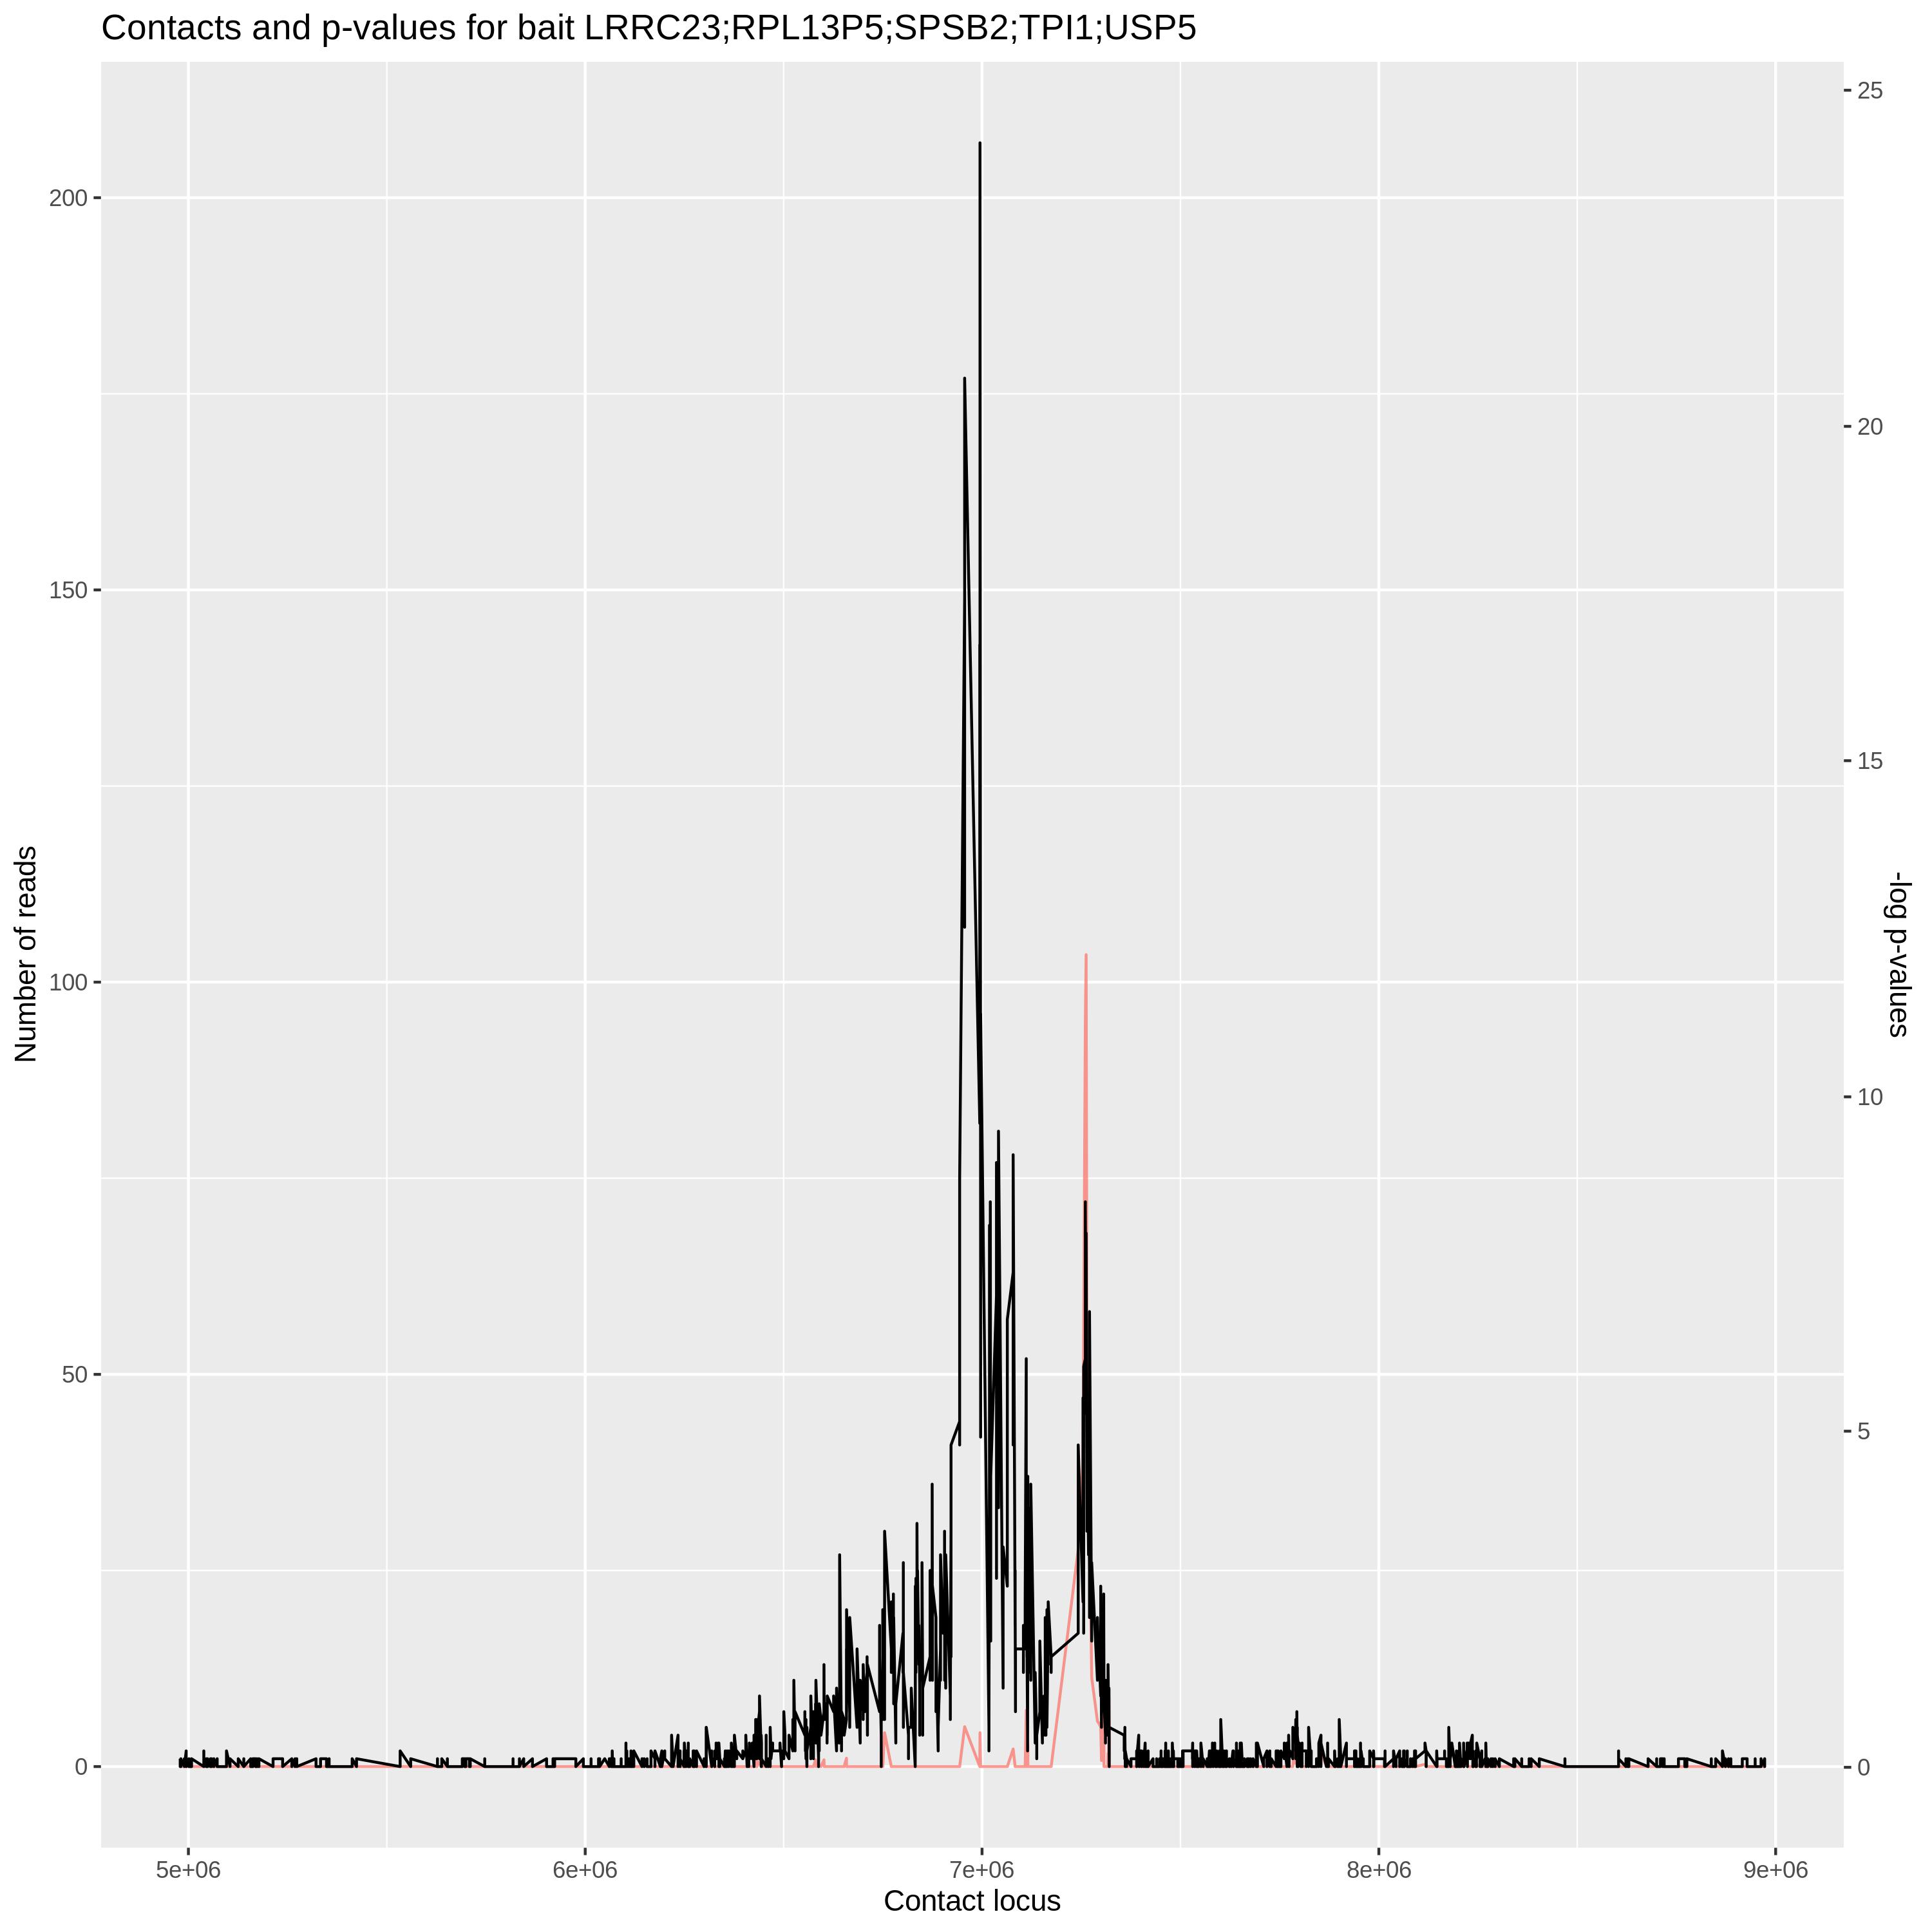 Contacts and p-values for bait LRRC23;RPL13P5;SPSB2;TPI1;USP5
200
150
100
50
0
Number of reads
25
20
15
10
5
0
-log p-values
5e+06
6e+06
7e+06
8e+06
9e+06
Contact locus